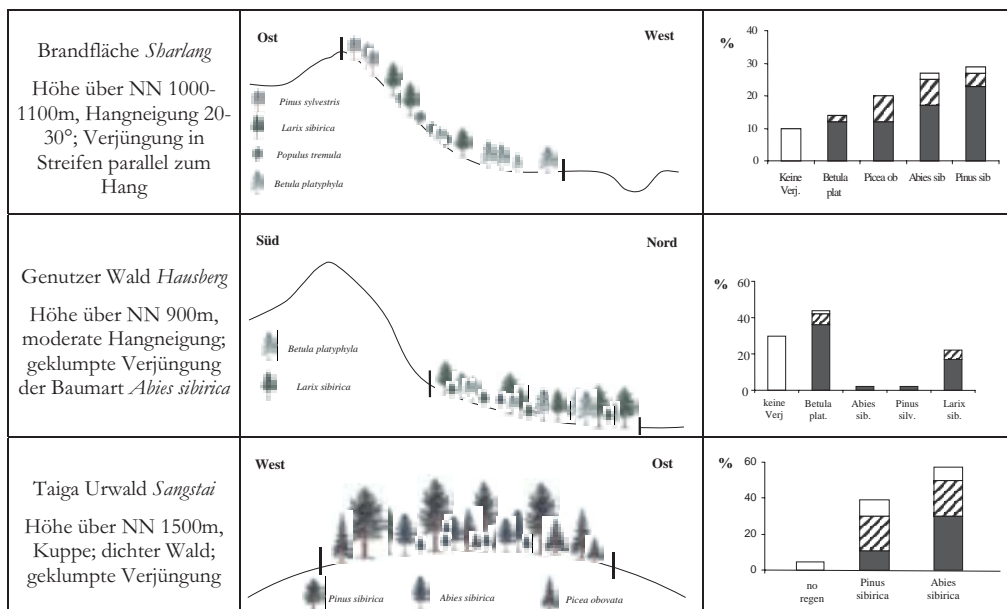 Brandfläche Sharlang
Höhe über NN 1000-
1100m, Hangneigung 20-
30°; Verjüngung in
Streifen parallel zum
Hang
Ost
West
Pinus sylvestris
Larix sibirica
Populus tremula
Betula platyphyla
%
40
30
20
10
0
Keine
Verj.
Betula
plat
Picea ob
Abies sib
Pinus sib
Genutzer Wald Hausberg
Höhe über NN 900m,
moderate Hangneigung;
geklumpte Verjüngung
der Baumart Abies sibirica
Süd
Nord
Betula platyphyla
Larix sibirica
%
60
40
20
0
keine
Verj
Betula
plat.
Abies
sib.
Pinus
silv.
Larix
sib.
Taiga Urwald Sangstai
Höhe über NN 1500m,
Kuppe; dichter Wald;
geklumpte Verjüngung
West
Ost
Pinus sibirica
Abies sibirica
Picea obovata
%
60
40
20
0
no
regen
Pinus
sibirica
Abies
sibirica